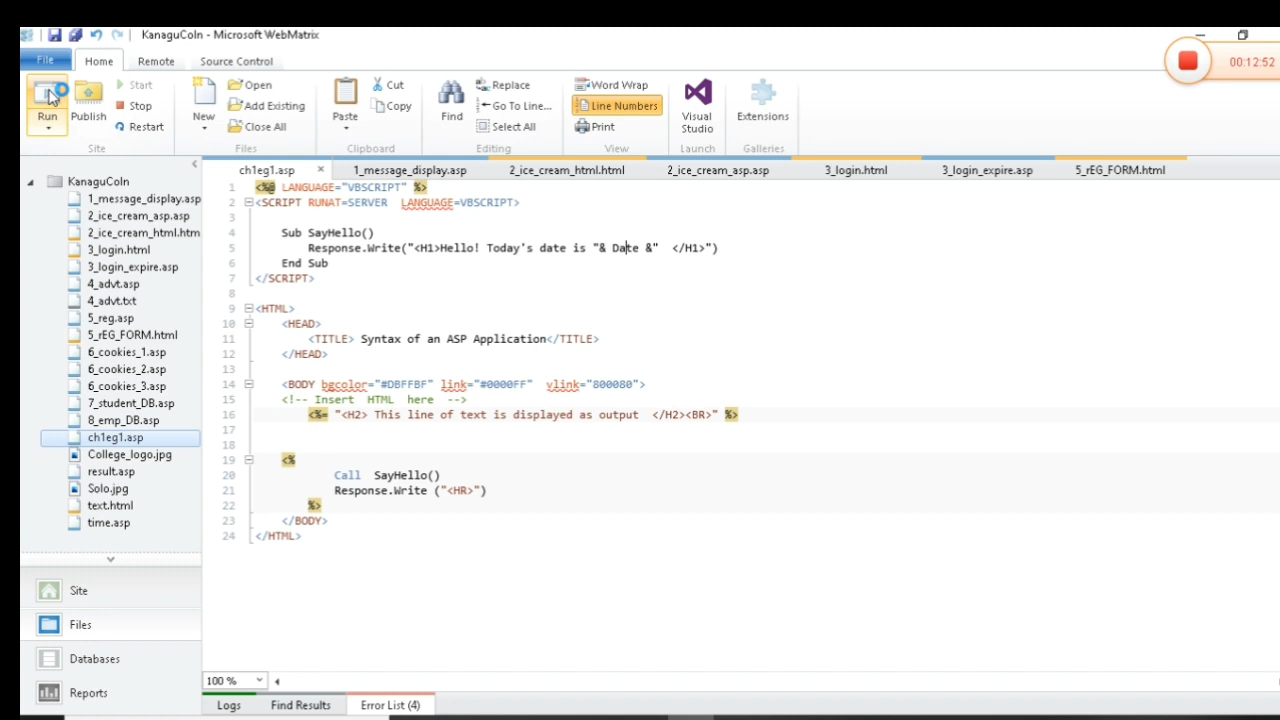 KanaguColn - Microsoft WebMatrix
00:12:52
File Home Remote Source Control
Run
Publish
Start
Stop
Restart
Site
New
Open
Add Existing
Close All
Files
Paste
Cut
Copy
Clipboard
Find
Replace
Go To Line...
Select All
Editing
Word Wrap
Line Numbers
Print
View
Visual Studio
Launch
Extensions
Galleries
KanaguColn
1_message_display.asp
2_ice_cream_asp.asp
2_ice_cream_html.htm
3_login.html
3_login_expire.asp
4_advt.asp
4_advt.txt
5_reg.asp
5_rEG_FORM.html
6_cookies_1.asp
6_cookies_2.asp
6_cookies_3.asp
7_student_DB.asp
8_emp_DB.asp
ch1eg1.asp
College_logo.jpg
result.asp
Solo.jpg
text.html
time.asp
Site
Files
Databases
Reports
ch1eg1.asp × 1_message_display.asp 2_ice_cream_html.html 2_ice_cream_asp.asp 3_login.html 3_login_expire.asp 5_rEG_FORM.html
1 <%@ LANGUAGE="VBSCRIPT" %>
2 <SCRIPT RUNAT=SERVER LANGUAGE=VBSCRIPT>
3
4 Sub SayHello()
5 Response.Write("<H1>Hello! Today's date is "& Date &" </H1>")
6 End Sub
7 </SCRIPT>
8
9 <HTML>
10 <HEAD>
11 <TITLE> Syntax of an ASP Application</TITLE>
12 </HEAD>
13
14 <BODY bgcolor="#DBFFBF" link="#0000FF" vlink="800080">
15 <!-- Insert HTML here -->
16 <%= "<H2> This line of text is displayed as output </H2><BR>" %>
17
18
19 <%
20 Call SayHello()
21 Response.Write ("<HR>")
22 %>
23 </BODY>
24 </HTML>
100 %
Logs Find Results Error List (4)